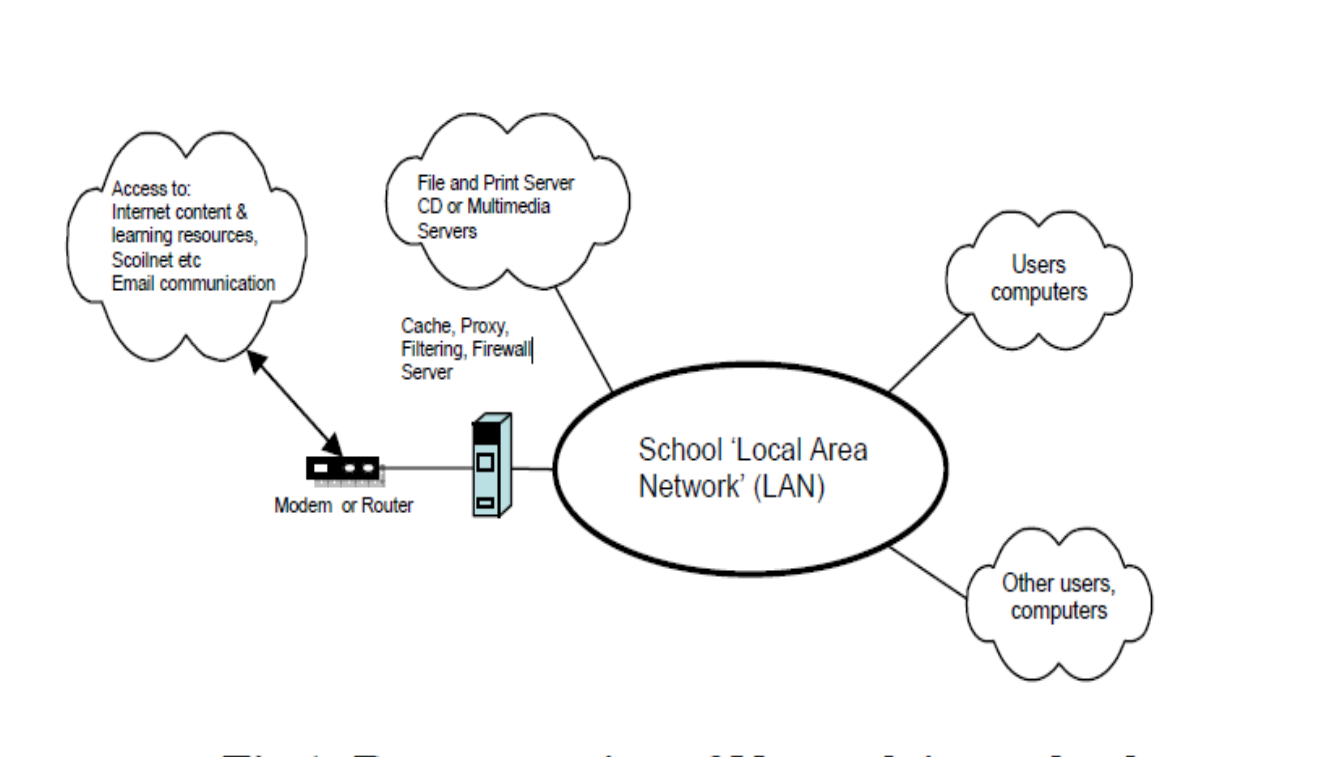 Access to:
Internet content &
learning resources,
Scoilnet etc
Email communication
File and Print Server
CD or Multimedia
Servers
Cache, Proxy,
Filtering, Firewall
Server
Modem or Router
School ‘Local Area
Network’ (LAN)
Users
computers
Other users,
computers